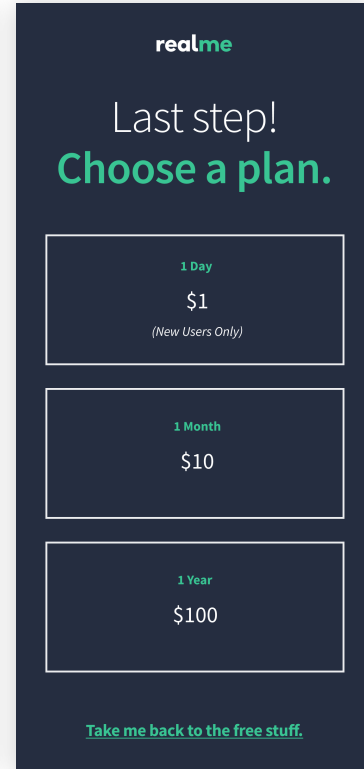 realme
Last step!
Choose a plan.
1 Day
$1
(New Users Only)
1 Month
$10
1 Year
$100
Take me back to the free stuff.